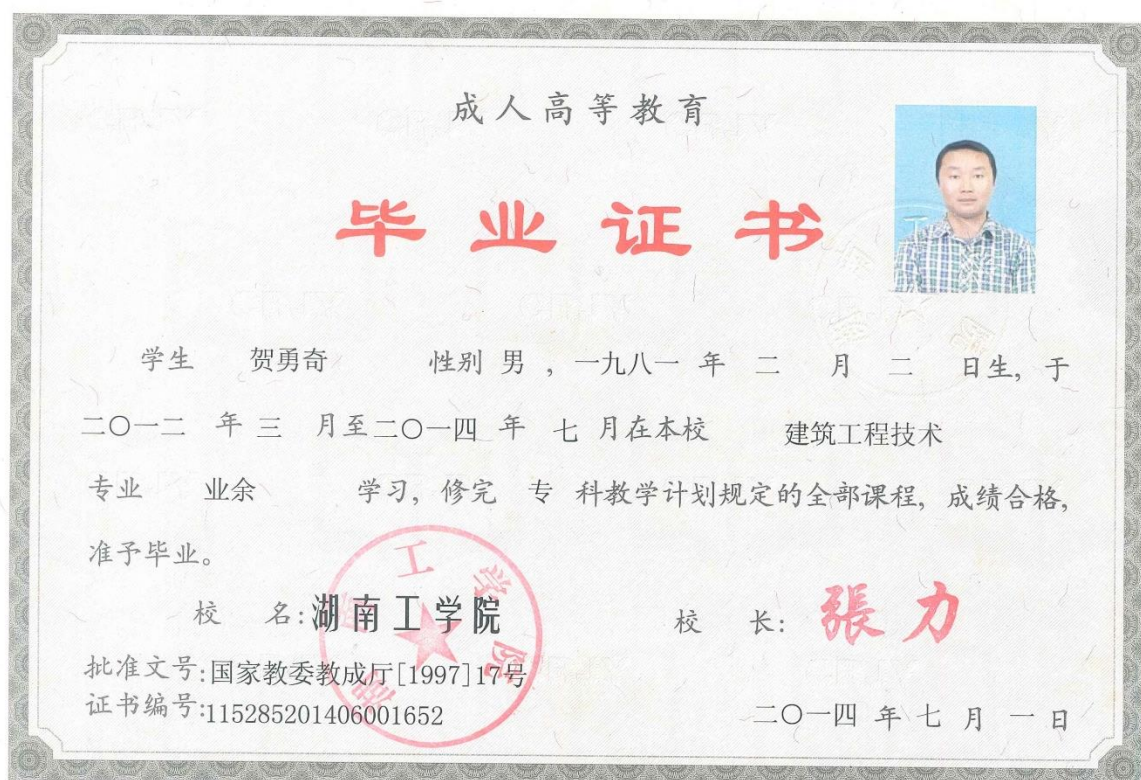 成人高等教育
毕业证书
学生 贺勇奇 性别 男 ，一九八一 年 二 月 二 日生，于
二〇一二 年 三 月至二〇一四 年 七 月在本校 建筑工程技术
专业 业余 学习，修完 专 科教学计划规定的全部课程，成绩合格，
准予毕业。
校 名：湖南工学院 校 长：張力
湖南工学院
批准文号：国家教委教成厅[1997]17号
证书编号：115285201406001652
二〇一四 年 七 月 一 日